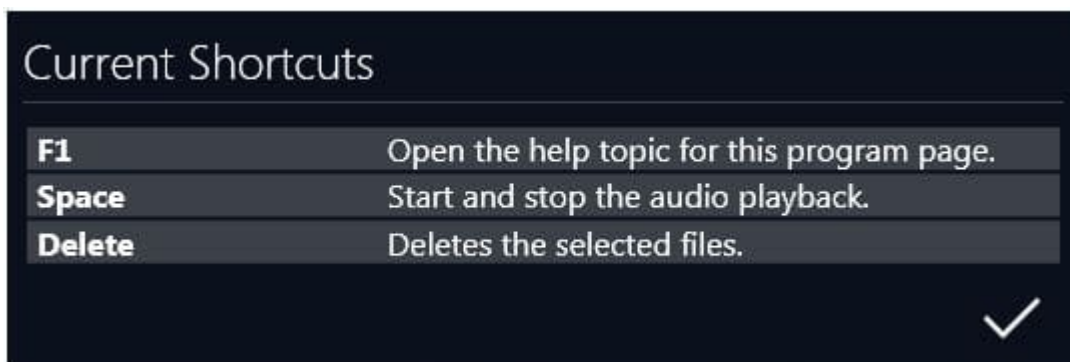 Current Shortcuts
F1 Open the help topic for this program page.
Space Start and stop the audio playback.
Delete Deletes the selected files.